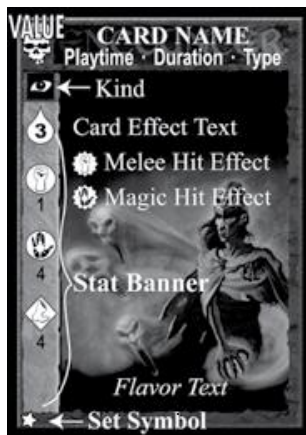 VALUE
CARD NAME
Playtime · Duration · Type
Kind
3
Card Effect Text
Melee Hit Effect
1
Magic Hit Effect
4
Stat Banner
4
Flavor Text
Set Symbol